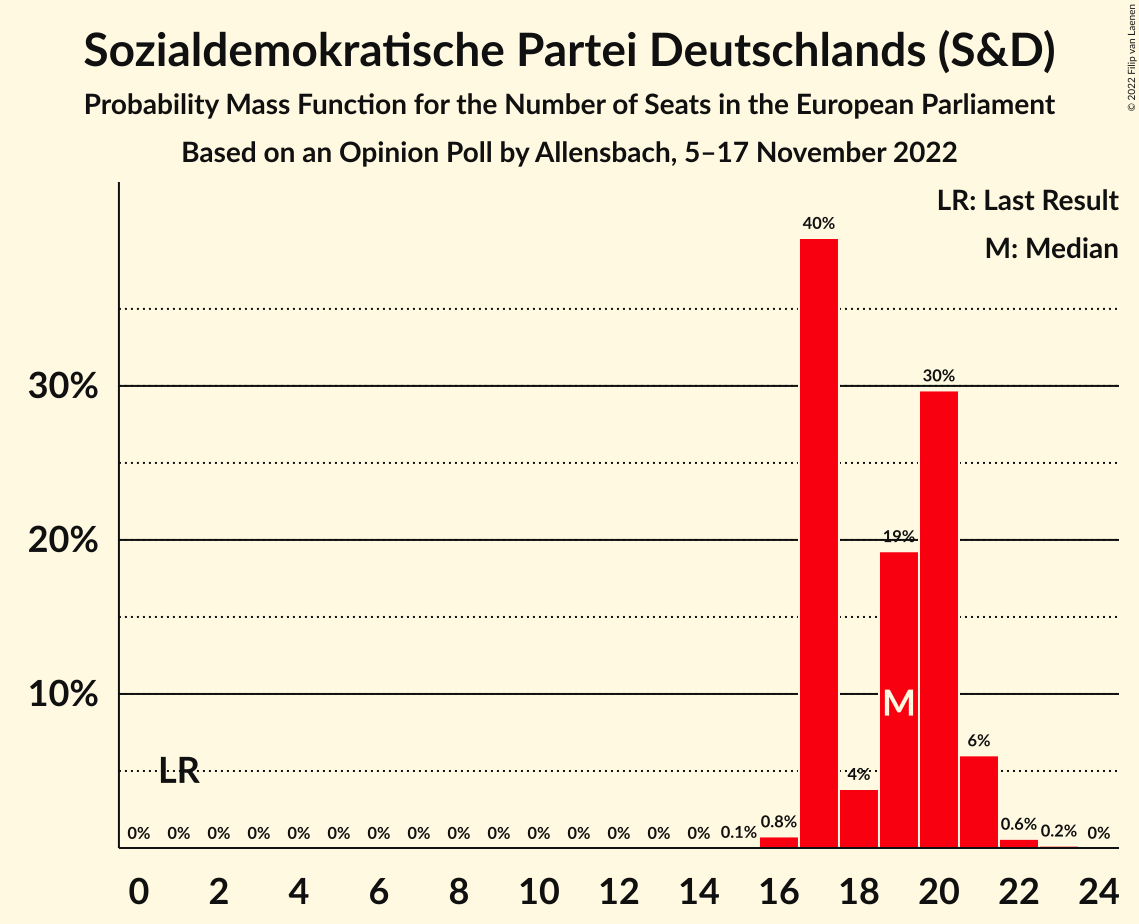 Sozialdemokratische Partei Deutschlands (S&D)
Probability Mass Function for the Number of Seats in the European Parliament
Based on an Opinion Poll by Allensbach, 5–17 November 2022
© 2022 Filip van Laenen
LR: Last Result
M: Median
40%
30%
30%
20%
19%
10%
M
6%
LR
4%
0% 0% 0% 0% 0% 0% 0% 0% 0% 0% 0% 0% 0% 0% 0% 0.1% 0.8% 0.6% 0.2% 0%
0 2 4 6 8 10 12 14 16 18 20 22 24